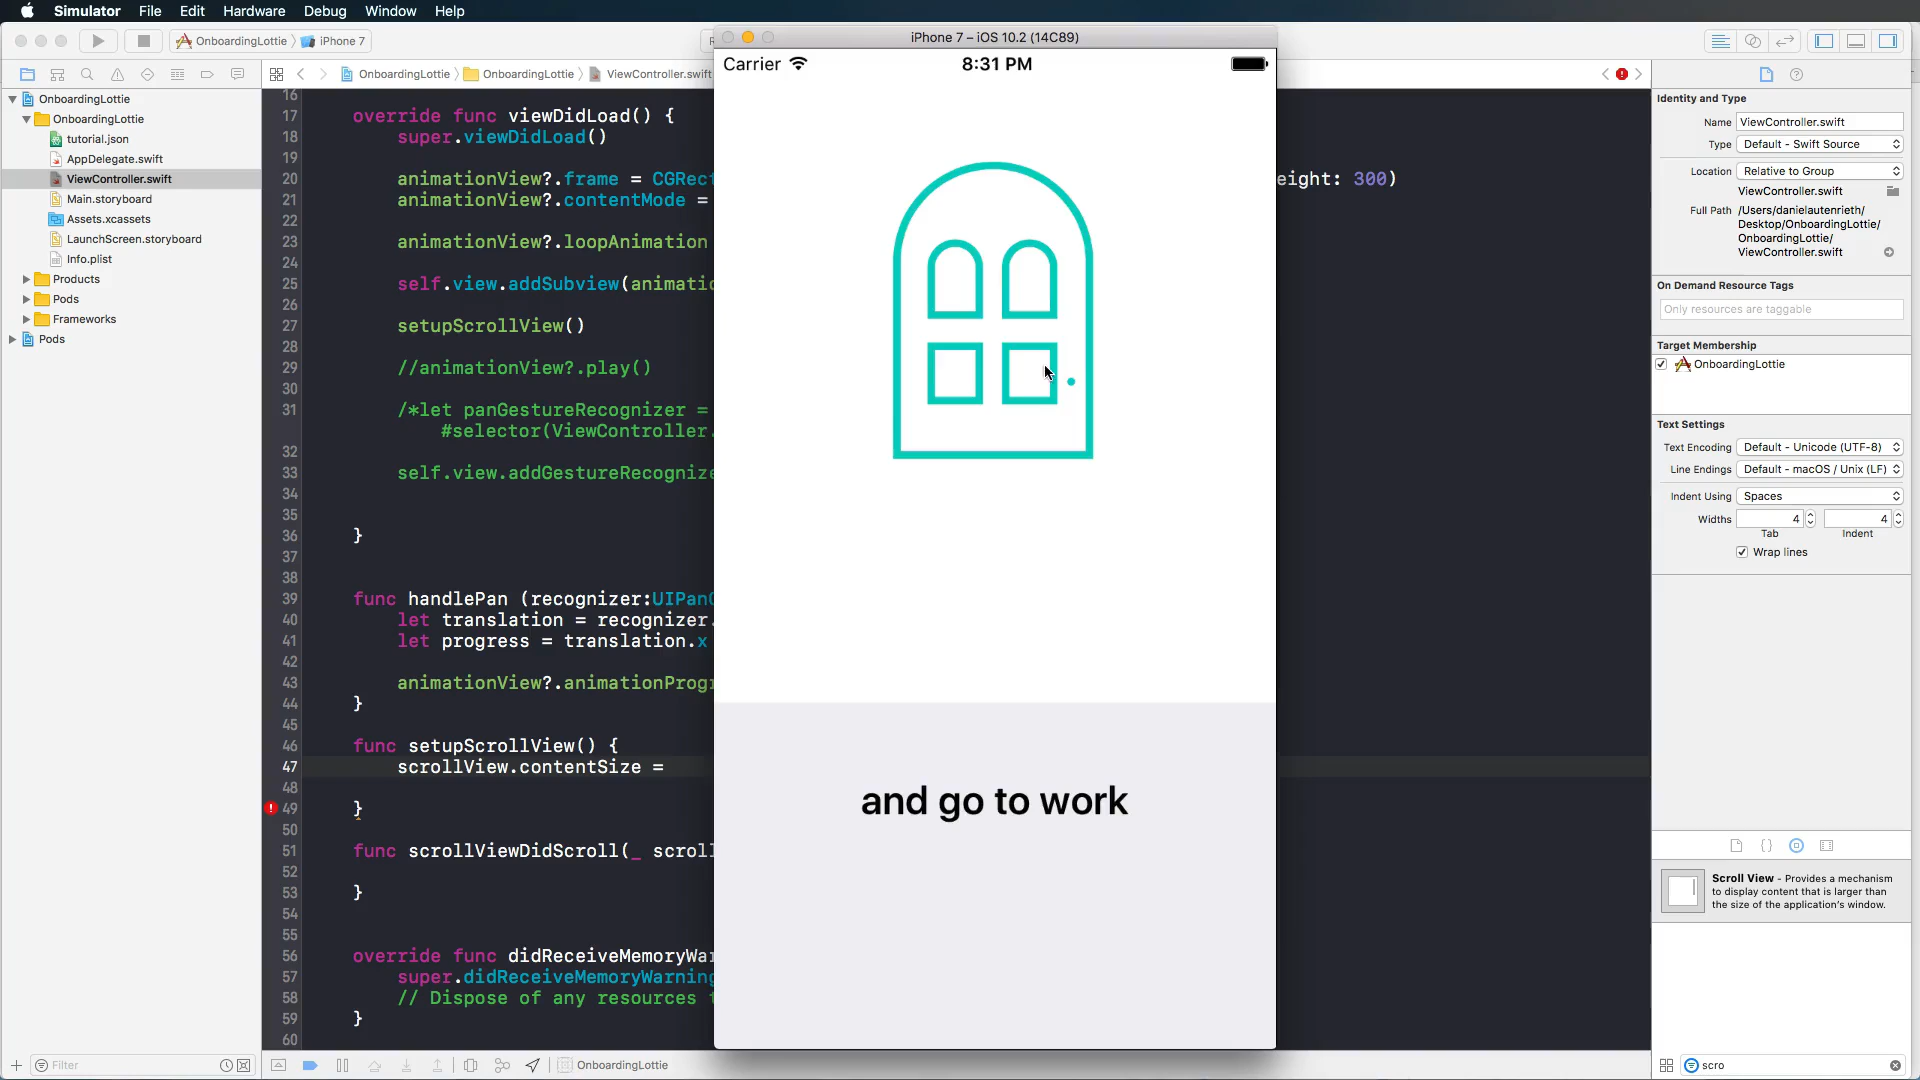 Simulator File Edit Hardware Debug Window Help
OnboardingLottie iPhone 7
iPhone 7 – iOS 10.2 (14C89)
OnboardingLottie OnboardingLottie ViewController.swift
Carrier 8:31 PM
OnboardingLottie
OnboardingLottie
tutorial.json
AppDelegate.swift
ViewController.swift
Main.storyboard
Assets.xcassets
LaunchScreen.storyboard
Info.plist
Products
Pods
Frameworks
Pods
16
17 override func viewDidLoad() {
18 super.viewDidLoad()
19
20 animationView?.frame = CGRect eight: 300)
21 animationView?.contentMode =
22
23 animationView?.loopAnimation
24
25 self.view.addSubview(animatio
26
27 setupScrollView()
28
29 //animationView?.play()
30
31 /*let panGestureRecognizer =
#selector(ViewController.
32
33 self.view.addGestureRecognize
34
35
36 }
37
38
39 func handlePan (recognizer:UIPanG
40 let translation = recognizer.
41 let progress = translation.x
42
43 animationView?.animationProgr
44 }
45
46 func setupScrollView() {
47 scrollView.contentSize =
48
49 }
50
51 func scrollViewDidScroll(_ scroll
52
53 }
54
55
56 override func didReceiveMemoryWar
57 super.didReceiveMemoryWarning
58 // Dispose of any resources t
59 }
60
and go to work
Identity and Type
Name ViewController.swift
Type Default - Swift Source
Location Relative to Group
ViewController.swift
Full Path /Users/danielautenrieth/
Desktop/OnboardingLottie/
OnboardingLottie/
ViewController.swift
On Demand Resource Tags
Only resources are taggable
Target Membership
OnboardingLottie
Text Settings
Text Encoding Default - Unicode (UTF-8)
Line Endings Default - macOS / Unix (LF)
Indent Using Spaces
Widths 4 4
Tab Indent
Wrap lines
Scroll View - Provides a mechanism
to display content that is larger than
the size of the application's window.
Filter
OnboardingLottie
scro